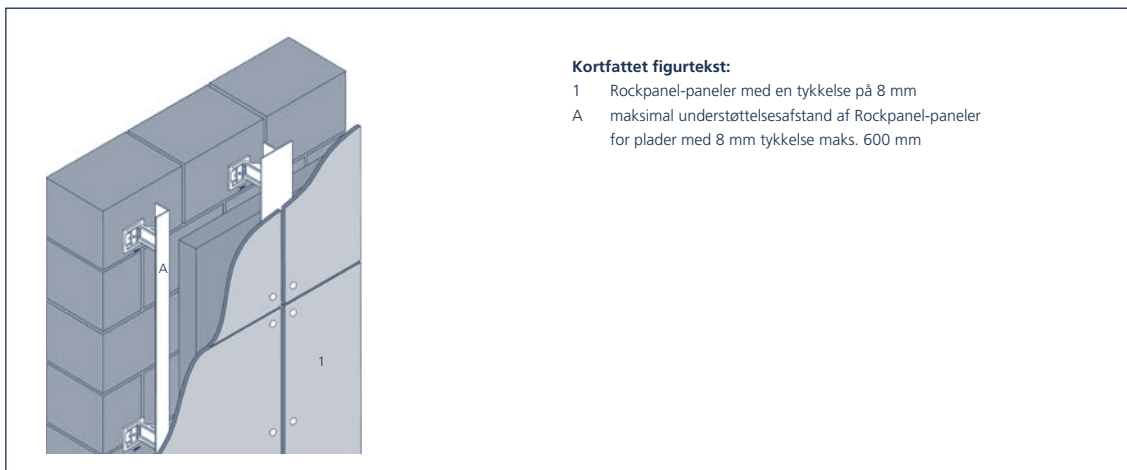 Kortfattet figurtekst:
1 Rockpanel-paneler med en tykkelse på 8 mm
A maksimal understøttelsesafstand af Rockpanel-paneler
for plader med 8 mm tykkelse maks. 600 mm
A
1